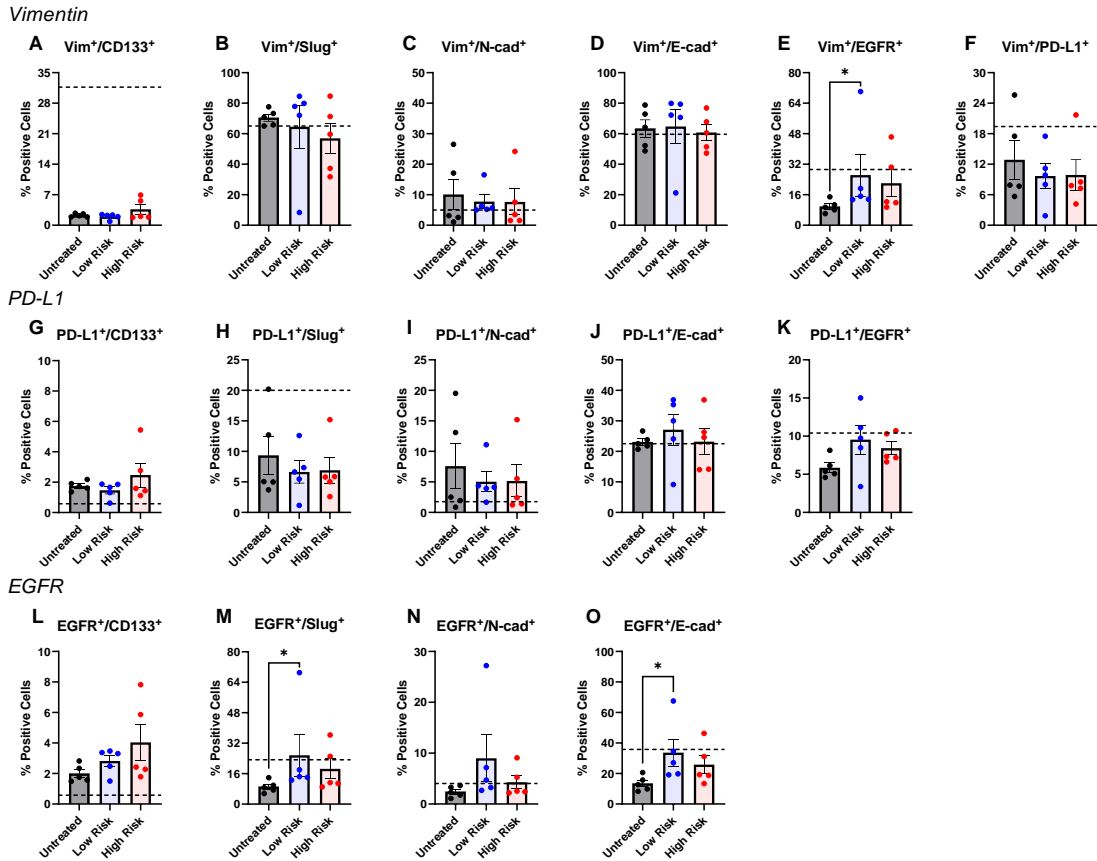 Vimentin
A Vim⁺/CD133⁺
% Positive Cells
35
28
21
14
7
0
Untreated
Low Risk
High Risk
B Vim⁺/Slug⁺
% Positive Cells
100
80
60
40
20
0
Untreated
Low Risk
High Risk
C Vim⁺/N-cad⁺
% Positive Cells
50
40
30
20
10
0
Untreated
Low Risk
High Risk
D Vim⁺/E-cad⁺
% Positive Cells
100
80
60
40
20
0
Untreated
Low Risk
High Risk
E Vim⁺/EGFR⁺
% Positive Cells
80
64
48
32
16
0
*
Untreated
Low Risk
High Risk
F Vim⁺/PD-L1⁺
% Positive Cells
30
24
18
12
6
0
Untreated
Low Risk
High Risk
PD-L1
G PD-L1⁺/CD133⁺
% Positive Cells
10
8
6
4
2
0
Untreated
Low Risk
High Risk
H PD-L1⁺/Slug⁺
% Positive Cells
25
20
15
10
5
0
Untreated
Low Risk
High Risk
I PD-L1⁺/N-cad⁺
% Positive Cells
25
20
15
10
5
0
Untreated
Low Risk
High Risk
J PD-L1⁺/E-cad⁺
% Positive Cells
50
40
30
20
10
0
Untreated
Low Risk
High Risk
K PD-L1⁺/EGFR⁺
% Positive Cells
20
15
10
5
0
Untreated
Low Risk
High Risk
EGFR
L EGFR⁺/CD133⁺
% Positive Cells
10
8
6
4
2
0
Untreated
Low Risk
High Risk
M EGFR⁺/Slug⁺
% Positive Cells
80
64
48
32
16
0
*
Untreated
Low Risk
High Risk
N EGFR⁺/N-cad⁺
% Positive Cells
30
20
10
0
Untreated
Low Risk
High Risk
O EGFR⁺/E-cad⁺
% Positive Cells
100
80
60
40
20
0
*
Untreated
Low Risk
High Risk